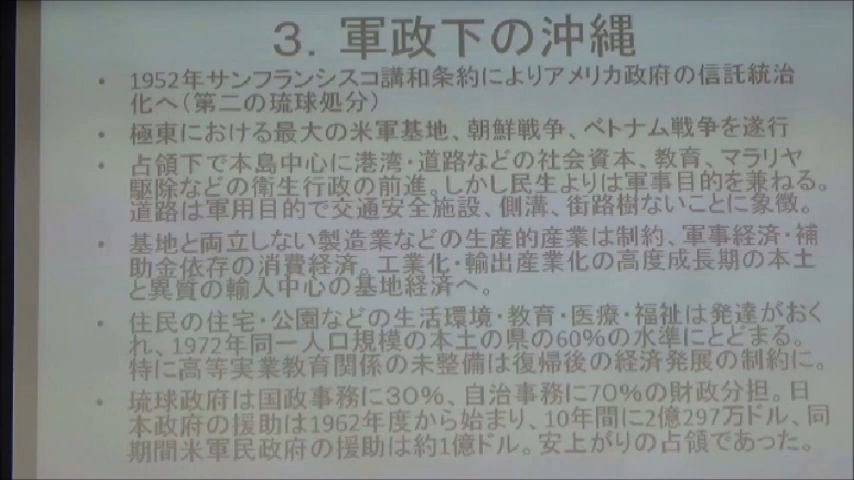 3．軍政下の沖縄
• 1952年サンフランシスコ講和条約によりアメリカ政府の信託統治
化へ（第二の琉球処分）
• 極東における最大の米軍基地、朝鮮戦争、ベトナム戦争を遂行
• 占領下で本島中心に港湾・道路などの社会資本、教育、マラリヤ
駆除などの衛生行政の前進。しかし民生よりは軍事目的を兼ねる。
道路は軍用目的で交通安全施設、側溝、街路樹ないことに象徴。
• 基地と両立しない製造業などの生産的産業は制約、軍事経済・補
助金依存の消費経済。工業化・輸出産業化の高度成長期の本土
と異質の輸入中心の基地経済へ。
• 住民の住宅・公園などの生活環境・教育・医療・福祉は発達がおく
れ、1972年同一人口規模の本土の県の60％の水準にとどまる。
特に高等実業教育関係の未整備は復帰後の経済発展の制約に。
• 琉球政府は国政事務に30％、自治事務に70％の財政分担。日
本政府の援助は1962年度から始まり、10年間に2億297万ドル、同
期間米軍民政府の援助は約1億ドル。安上がりの占領であった。